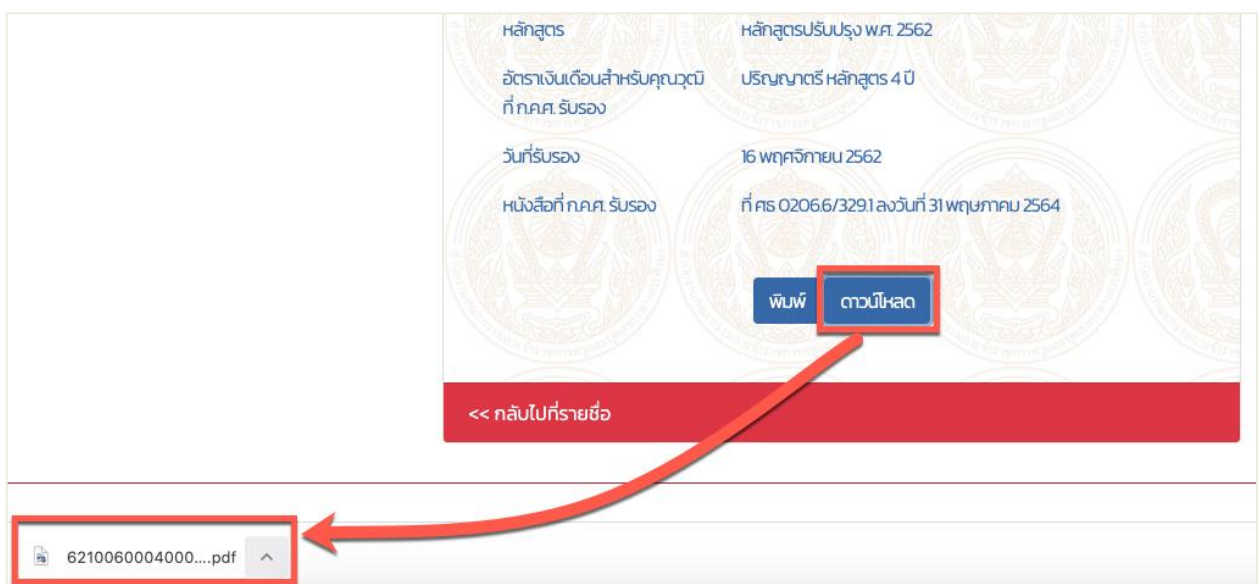 หลักสูตร หลักสูตรปรับปรุง พ.ศ. 2562
อัตราเงินเดือนสำหรับคุณวุฒิ ปริญญาตรี หลักสูตร 4 ปี
ที่ ก.ค.ศ. รับรอง
วันที่รับรอง 16 พฤศจิกายน 2562
หนังสือที่ ก.ค.ศ. รับรอง ที่ ศธ 0206.6/329.1 ลงวันที่ 31 พฤษภาคม 2564
พิมพ์ ดาวน์โหลด
<< กลับไปที่รายชื่อ
6210060004000....pdf